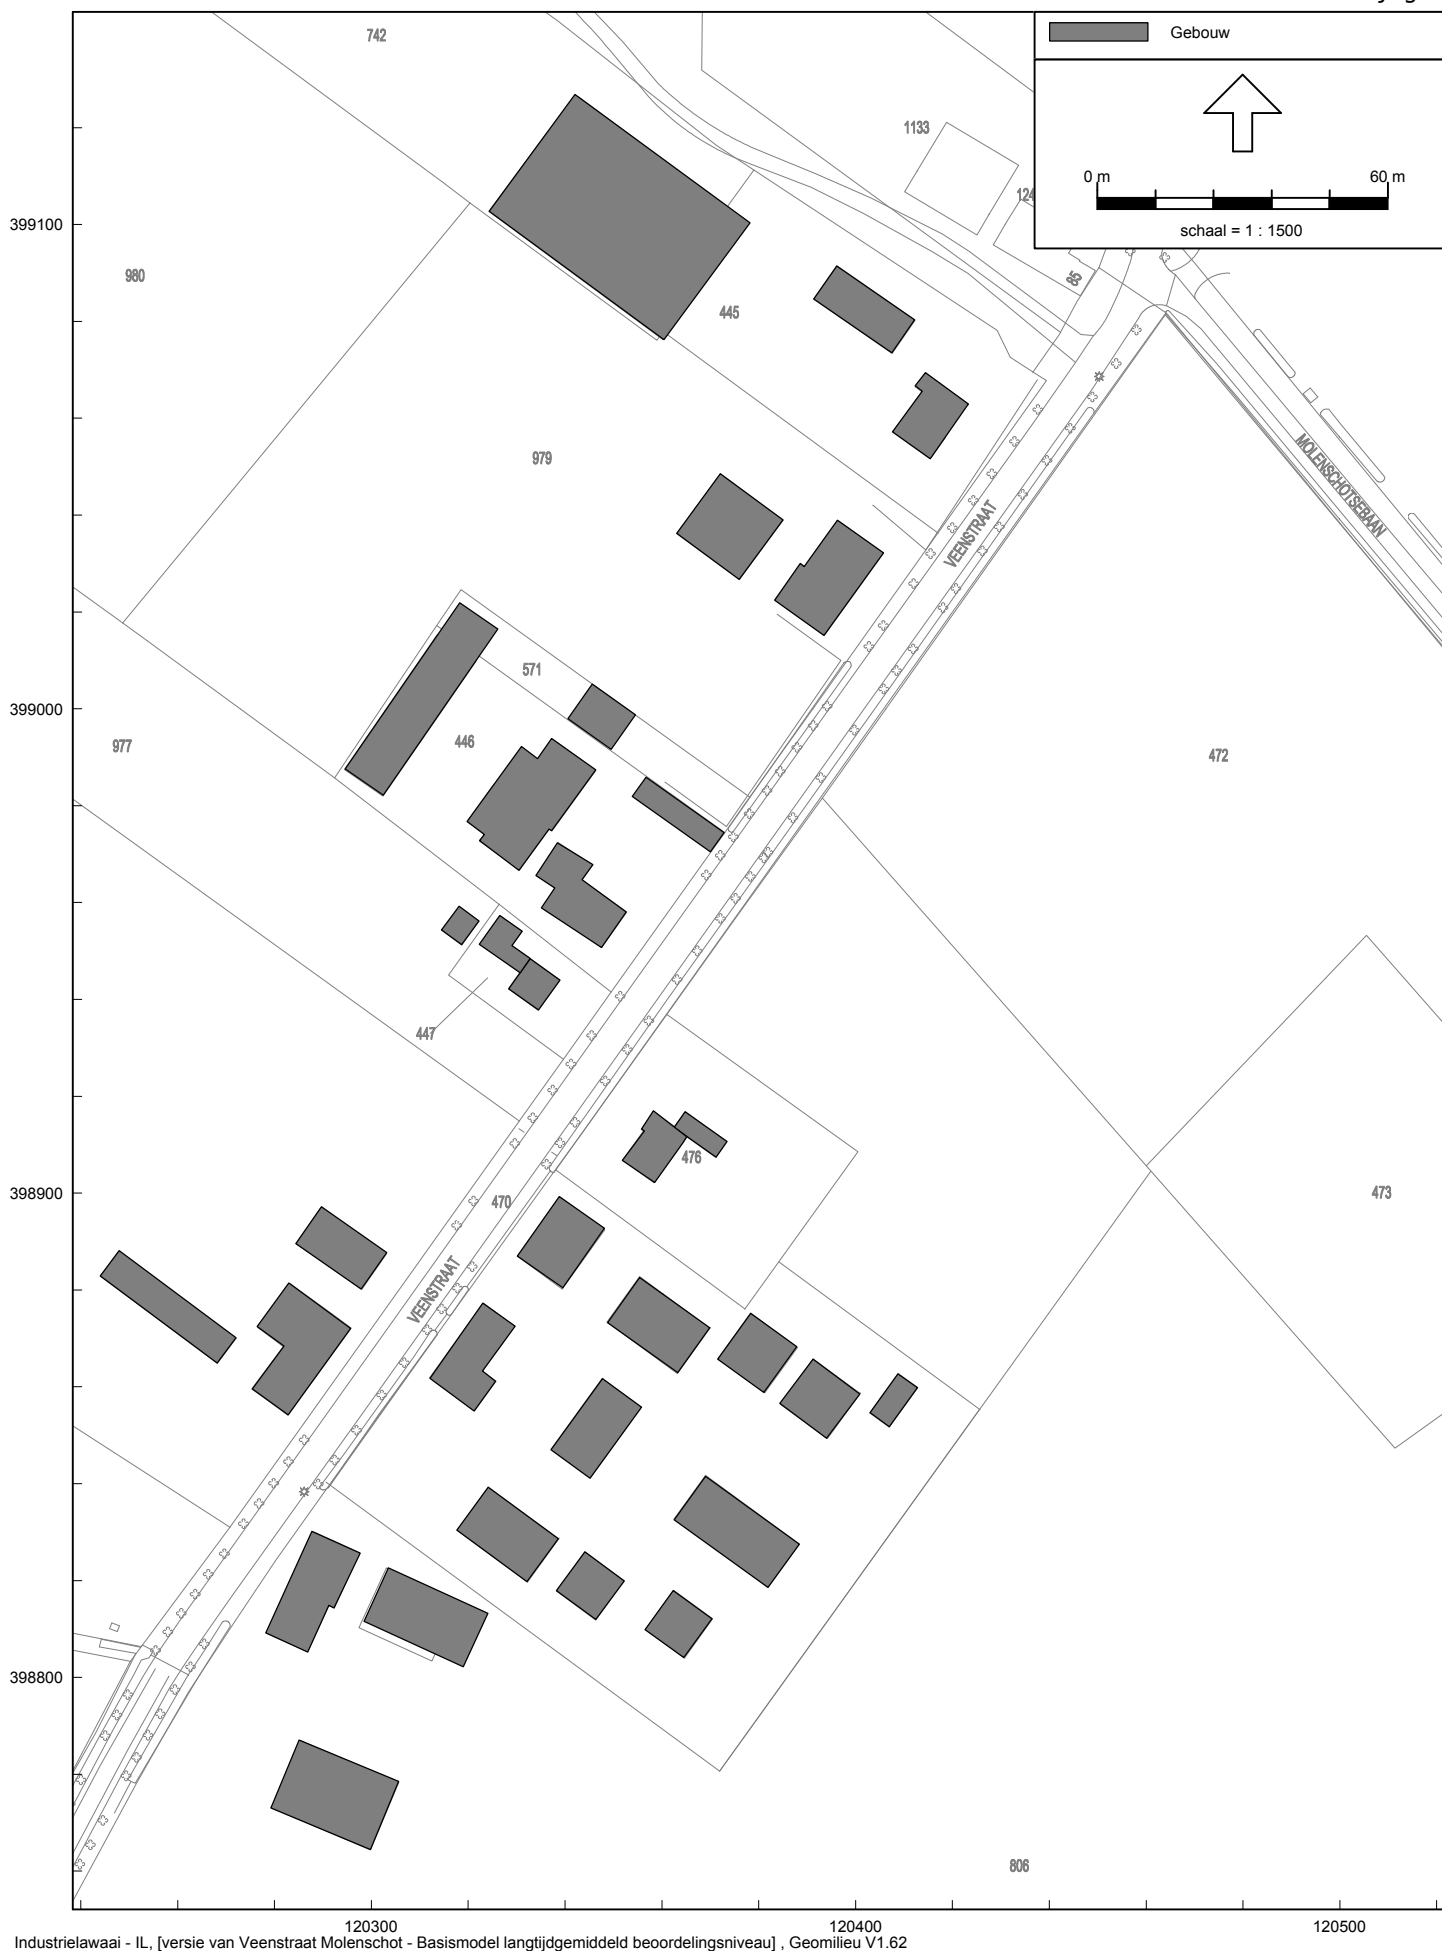 Gebouw
0 m 60 m
schaal = 1 : 1500
742
1133
85
399100
980
445
MOLENSCHOTSEBAAN
979
VEENSTRAAT
571
399000
446
977
472
447
476
398900
470
473
VEENSTRAAT
398800
806
120300 120400 120500
Industrielawaai - IL, [versie van Veenstraat Molenschot - Basismodel langtijdgemiddeld beoordelingsniveau] , Geomilieu V1.62